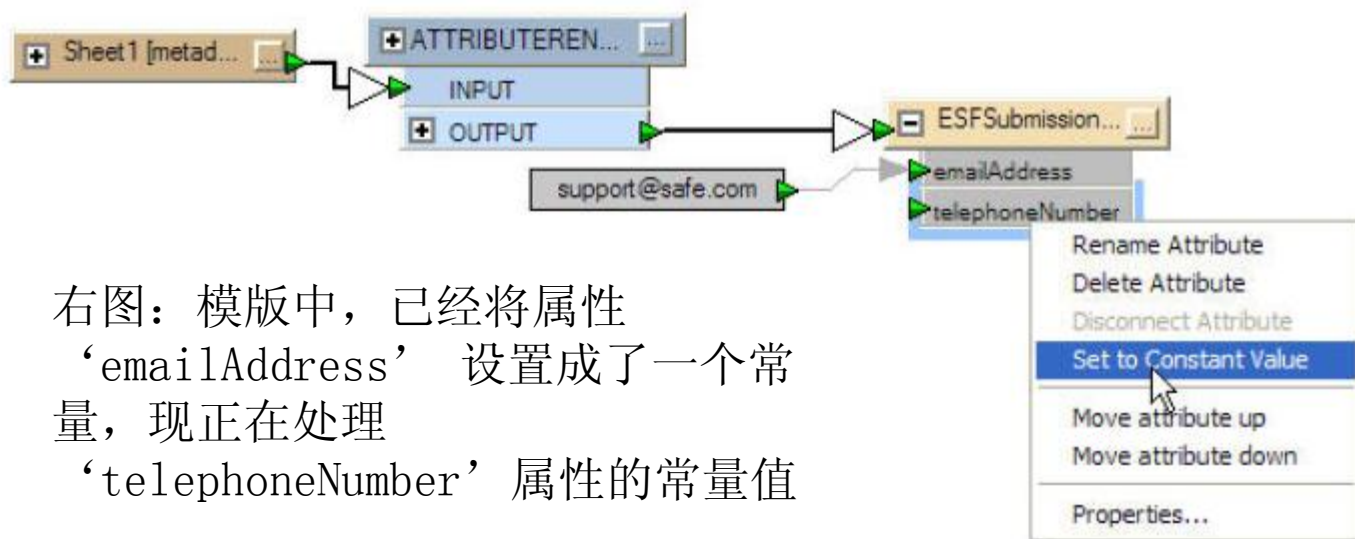 Sheet1 [metad... ...
ATTRIBUTEREN... ...
INPUT
OUTPUT
ESFSubmission... ...
emailAddress
support@safe.com
telephoneNumber
Rename Attribute
Delete Attribute
Disconnect Attribute
Set to Constant Value
Move attribute up
Move attribute down
Properties...
右图：模版中，已经将属性
‘emailAddress’ 设置成了一个常
量，现正在处理
‘telephoneNumber’属性的常量值